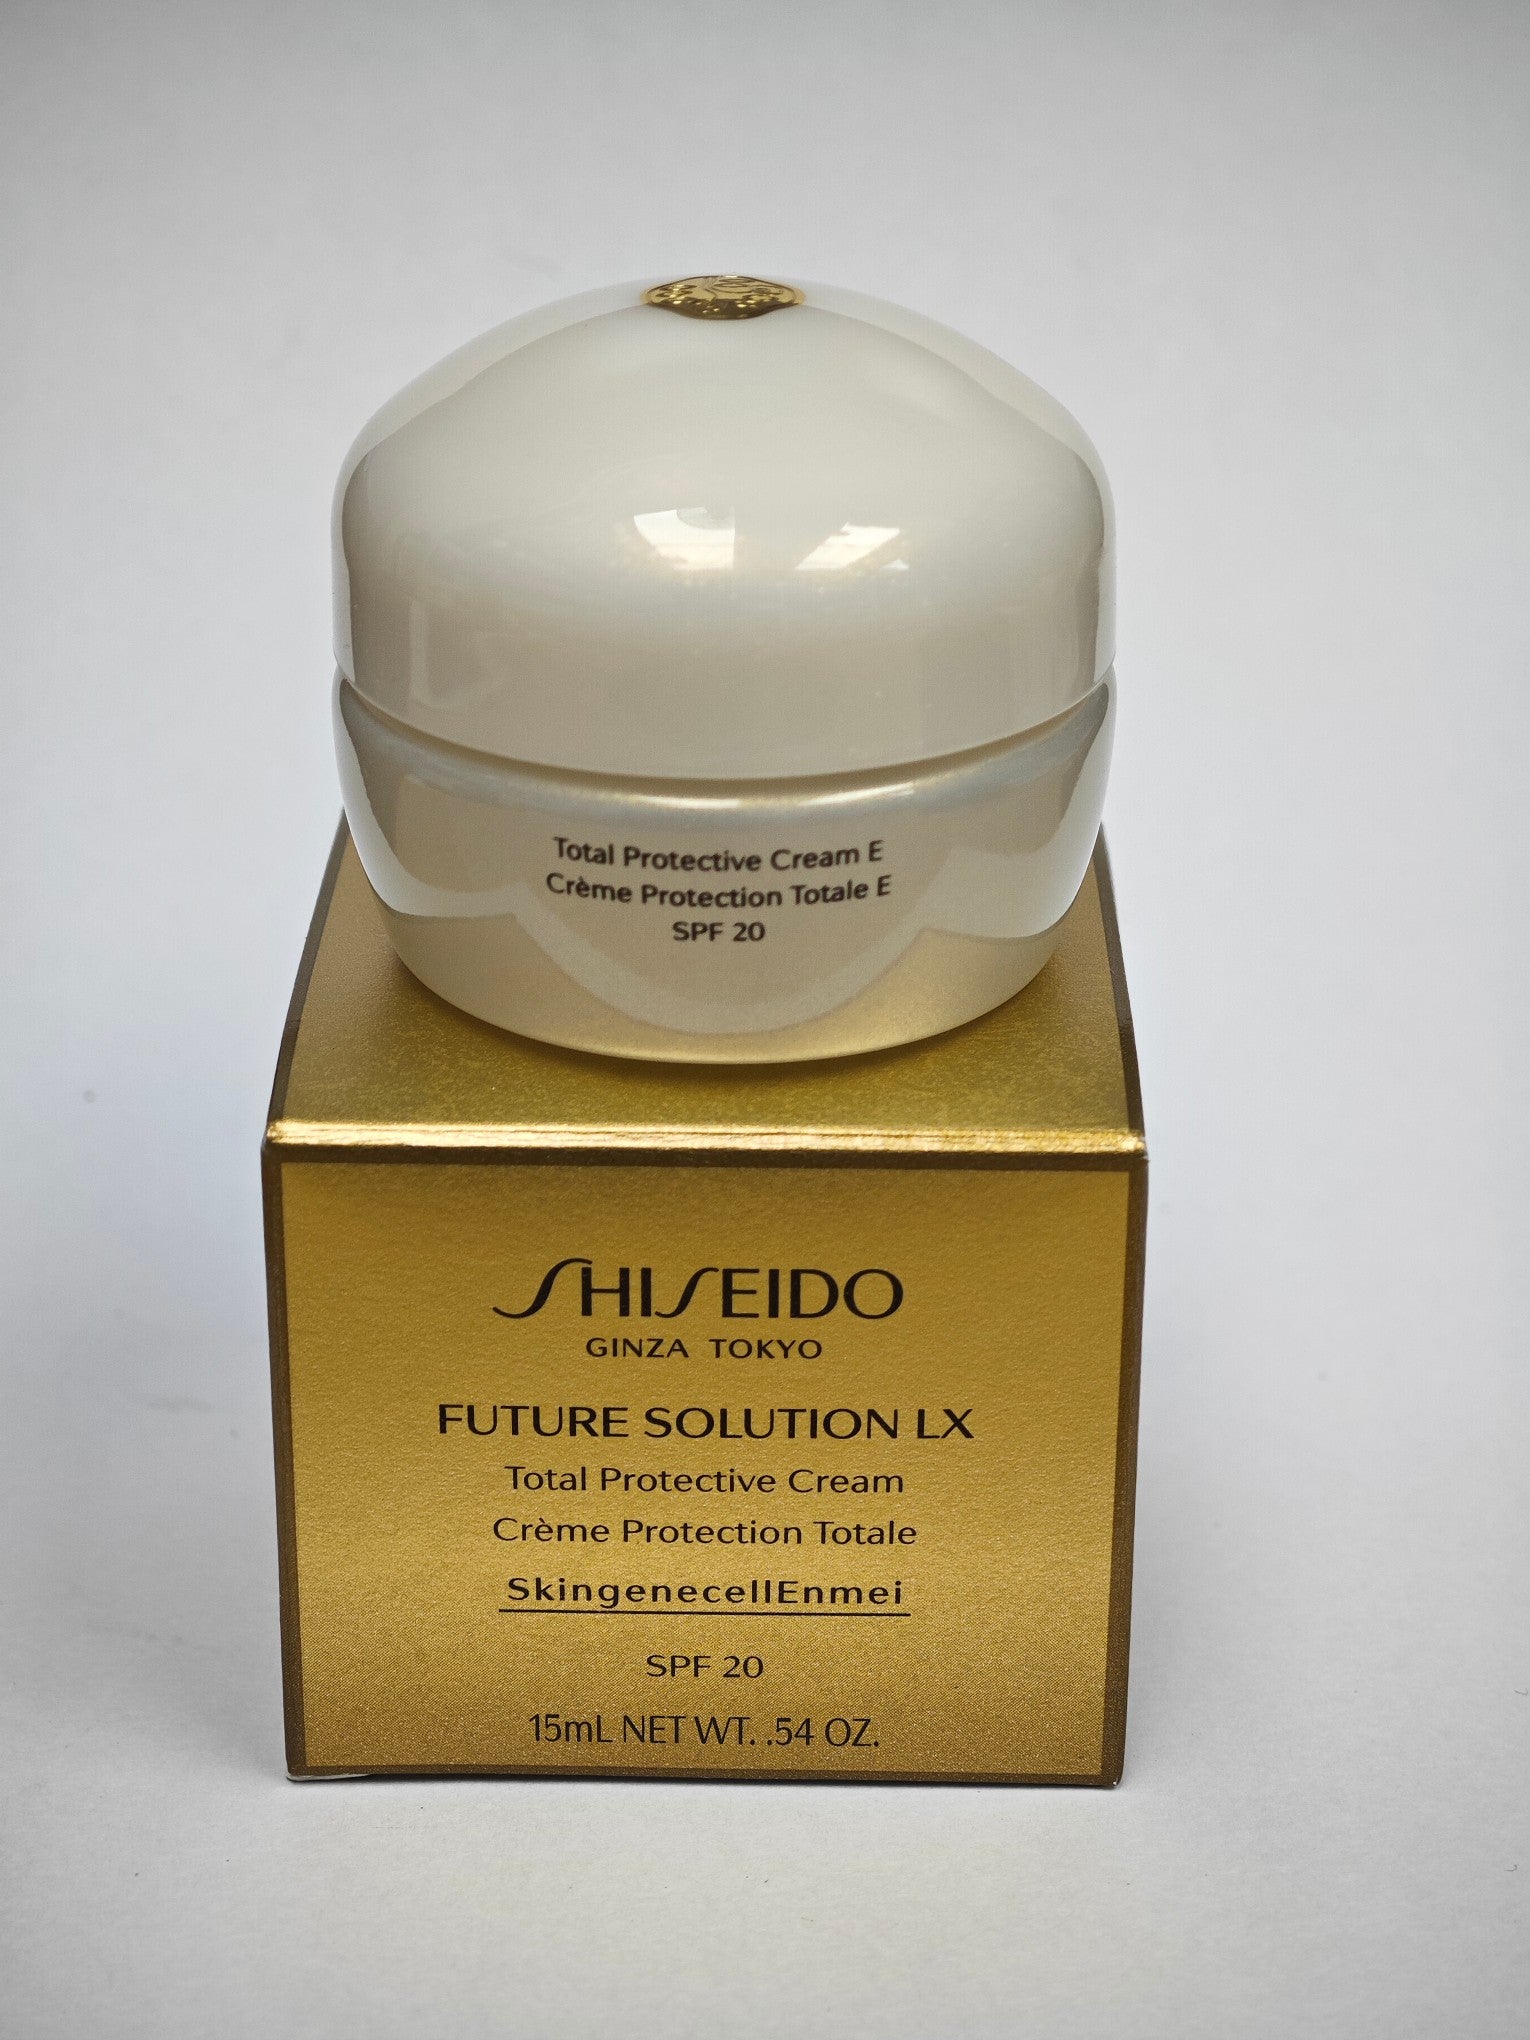 Total Protective Cream E
Crème Protection Totale E
SPF 20
SHISEIDO
GINZA TOKYO
FUTURE SOLUTION LX
Total Protective Cream
Crème Protection Totale
SkingenecellEnmei
SPF 20
15mL NET WT. .54 OZ.